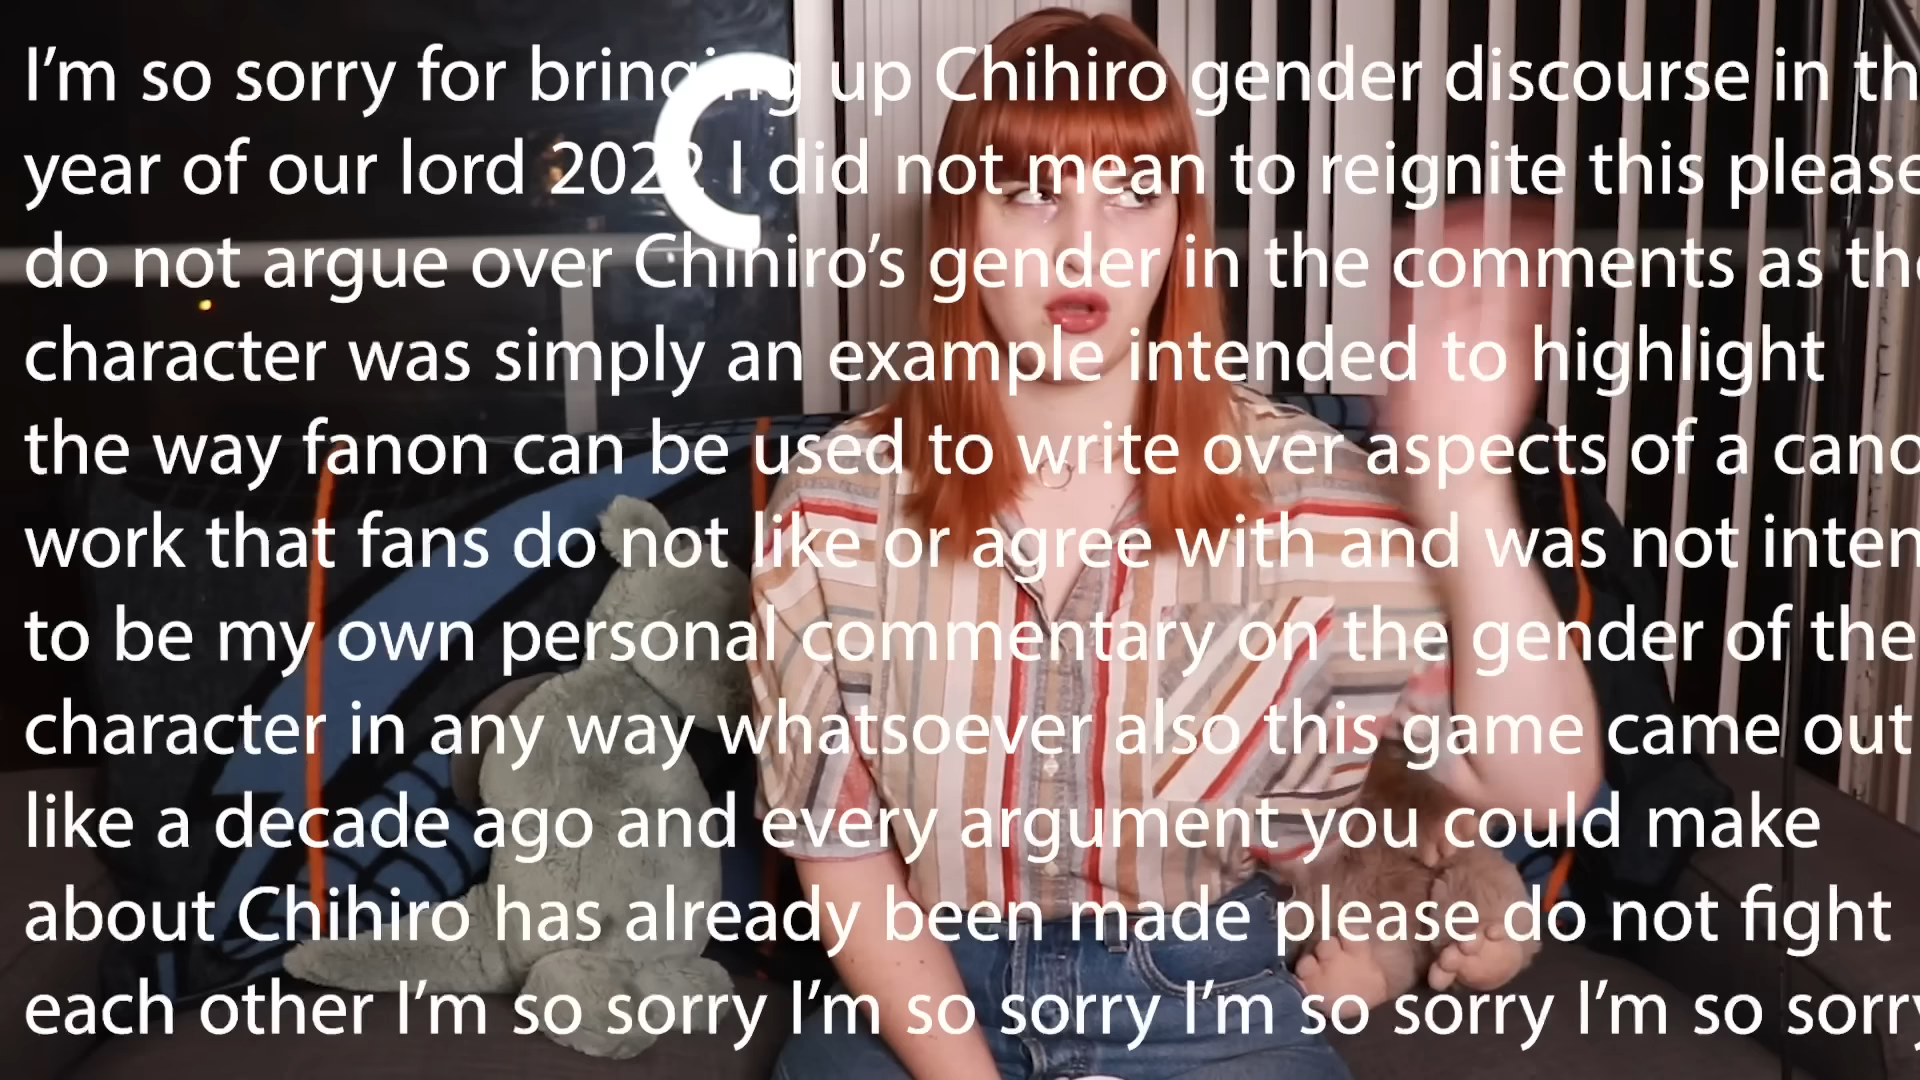 I'm so sorry for bringing up Chihiro gender discourse in th
year of our lord 2022 I did not mean to reignite this please
do not argue over Chihiro's gender in the comments as the
character was simply an example intended to highlight
the way fanon can be used to write over aspects of a cano
work that fans do not like or agree with and was not inten
to be my own personal commentary on the gender of the
character in any way whatsoever also this game came out
like a decade ago and every argument you could make
about Chihiro has already been made please do not fight
each other I'm so sorry I'm so sorry I'm so sorry I'm so sorry